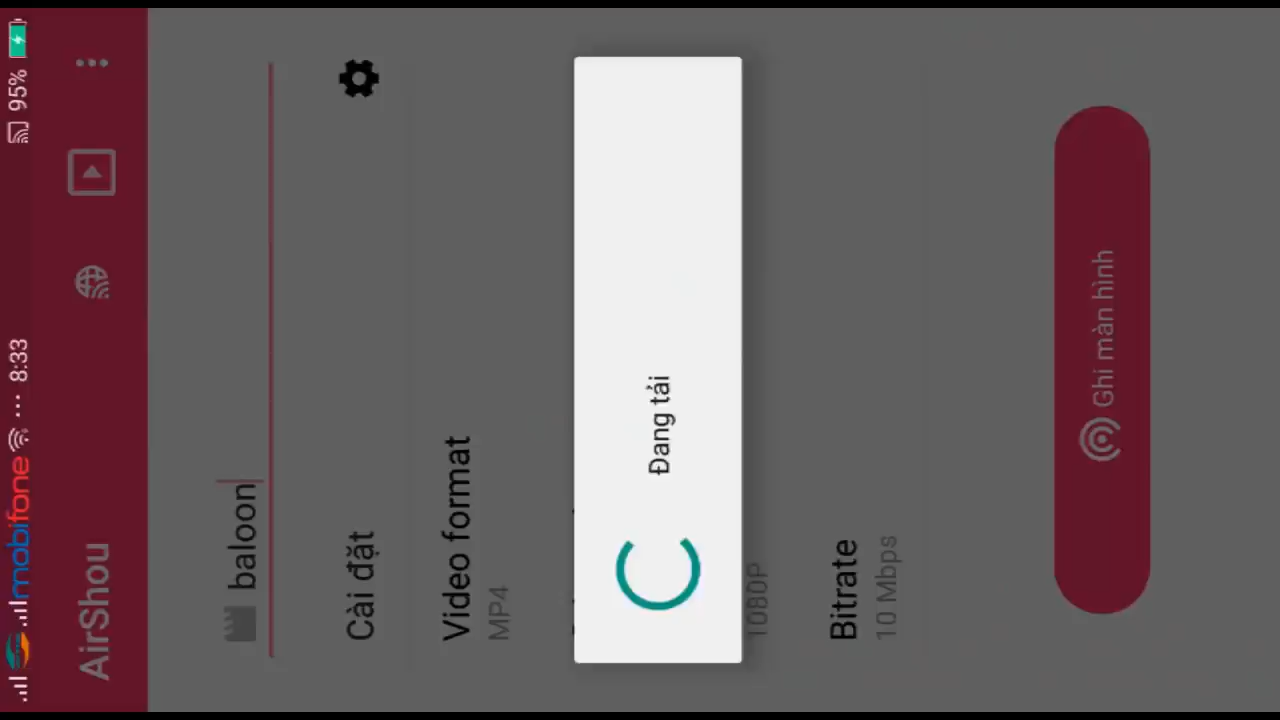 mobifone 8:33 95%
AirShou
baloon
Cài đặt
Video format
MP4
Đang tải
1080P
Bitrate
10 Mbps
Ghi màn hình